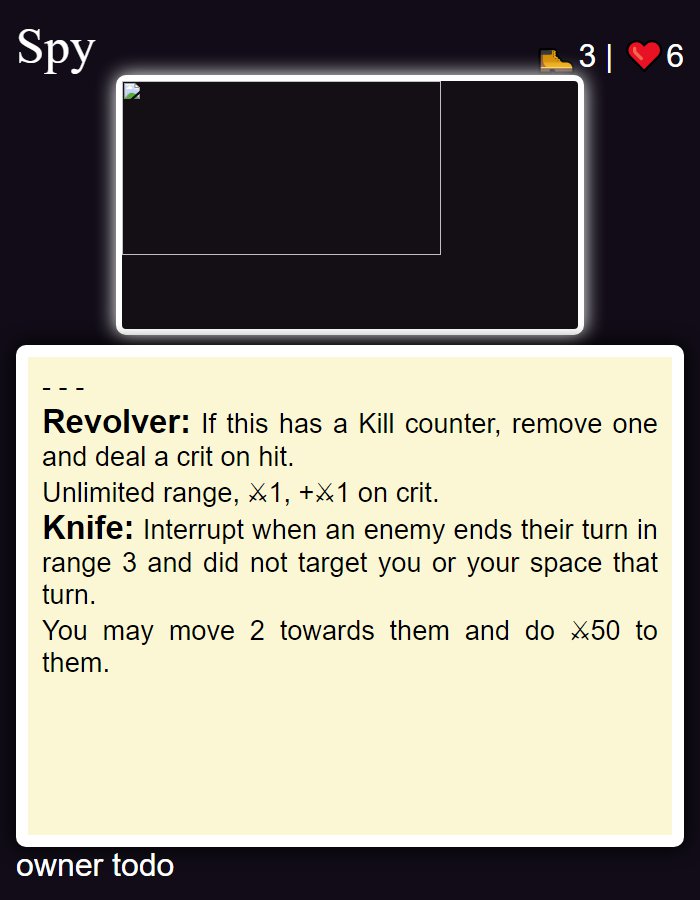 Spy
🥾3 | ❤️6
- - -
Revolver: If this has a Kill counter, remove one
and deal a crit on hit.
Unlimited range, ⚔1, +⚔1 on crit.
Knife: Interrupt when an enemy ends their turn in
range 3 and did not target you or your space that
turn.
You may move 2 towards them and do ⚔50 to
them.
owner todo